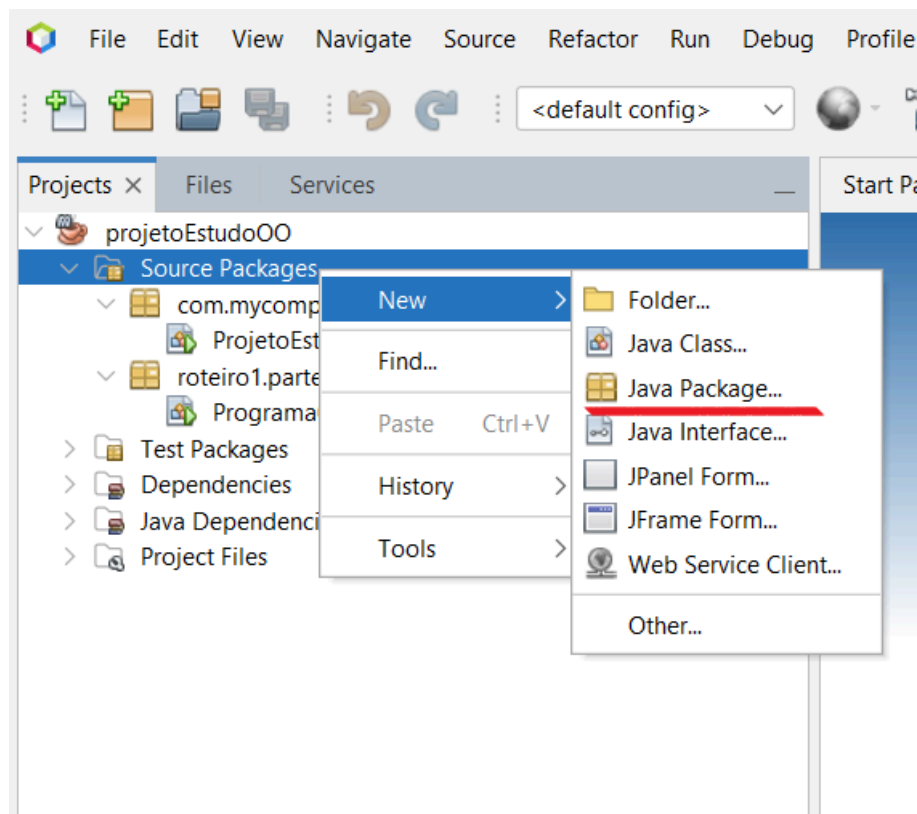 File Edit View Navigate Source Refactor Run Debug Profile
<default config>
Projects Files Services
Start Pa
projetoEstudoOO
Source Packages
com.mycomp
ProjetoEst
roteiro1.parte
Programa
Test Packages
Dependencies
Java Dependenci
Project Files
New
Find...
Paste Ctrl+V
History
Tools
Folder...
Java Class...
Java Package...
Java Interface...
JPanel Form...
JFrame Form...
Web Service Client...
Other...